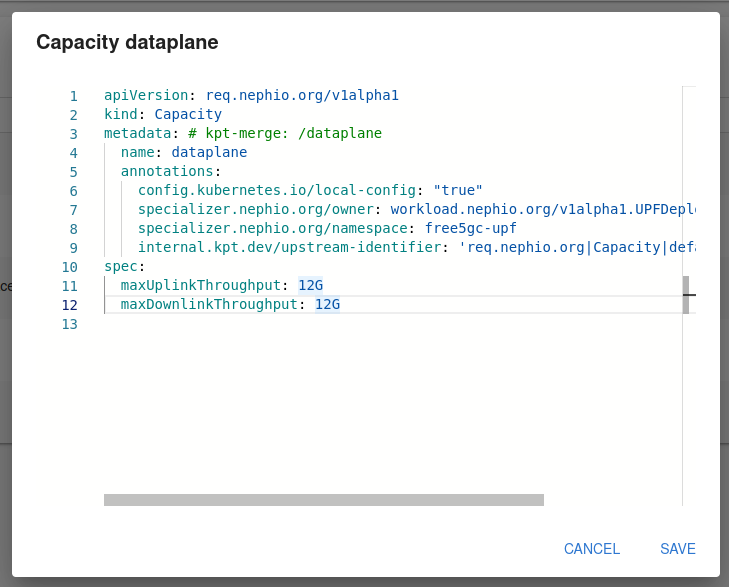 Capacity dataplane
1 apiVersion: req.nephio.org/v1alpha1
2 kind: Capacity
3 metadata: # kpt-merge: /dataplane
4   name: dataplane
5   annotations:
6     config.kubernetes.io/local-config: "true"
7     specializer.nephio.org/owner: workload.nephio.org/v1alpha1.UPFDepl
8     specializer.nephio.org/namespace: free5gc-upf
9     internal.kpt.dev/upstream-identifier: 'req.nephio.org|Capacity|defa
10 spec:
11   maxUplinkThroughput: 12G
12   maxDownlinkThroughput: 12G
13
ce
CANCEL SAVE